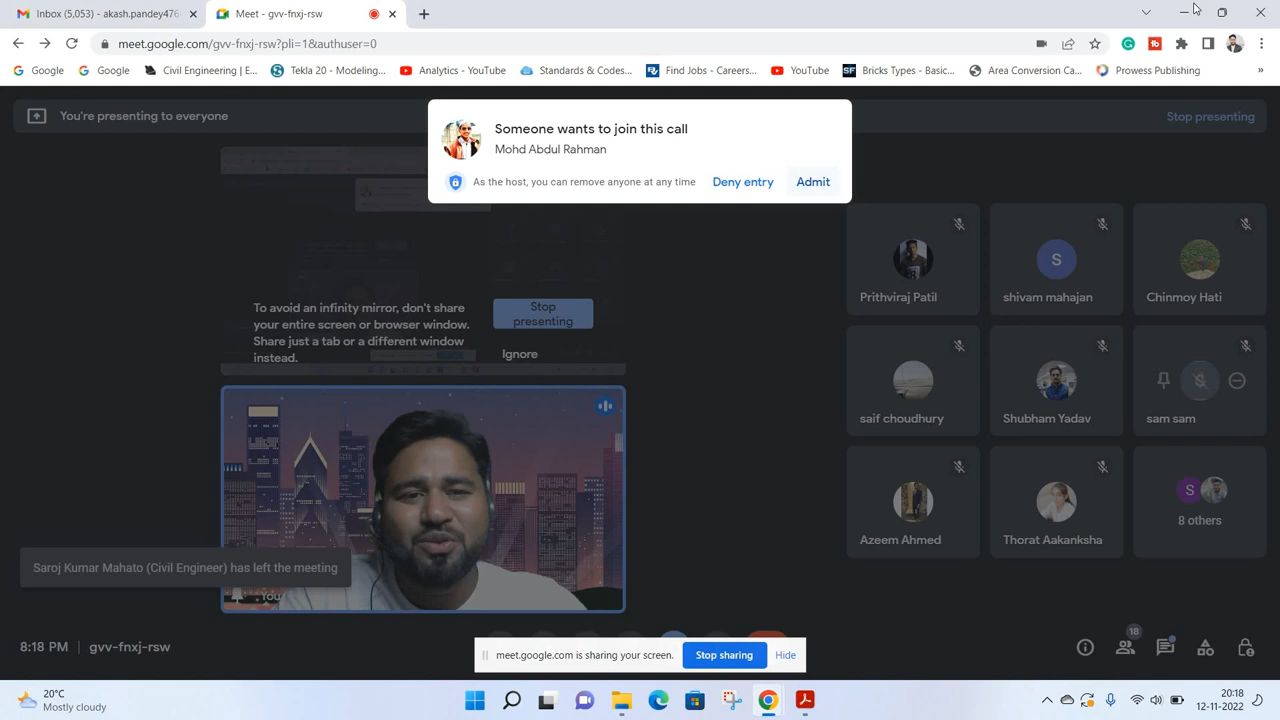 Inbox (5,053) - akash.pandey476
Meet - gvv-fnxj-rsw
meet.google.com/gvv-fnxj-rsw?pli=1&authuser=0
Google
Google
Civil Engineering | E...
Tekla 20 - Modeling...
Analytics - YouTube
Standards & Codes...
Find Jobs - Careers...
YouTube
Bricks Types - Basic...
Area Conversion Ca...
Prowess Publishing
»
You're presenting to everyone
Stop presenting
Someone wants to join this call
Mohd Abdul Rahman
As the host, you can remove anyone at any time
Deny entry
Admit
To avoid an infinity mirror, don't share
your entire screen or browser window.
Share just a tab or a different window
instead.
Stop
presenting
Ignore
Prithviraj Patil
S
shivam mahajan
Chinmoy Hati
saif choudhury
Shubham Yadav
sam sam
Azeem Ahmed
Thorat Aakanksha
S
8 others
Saroj Kumar Mahato (Civil Engineer) has left the meeting
You
8:18 PM | gvv-fnxj-rsw
meet.google.com is sharing your screen.
Stop sharing
Hide
18
20°C
Mostly cloudy
20:18
12-11-2022